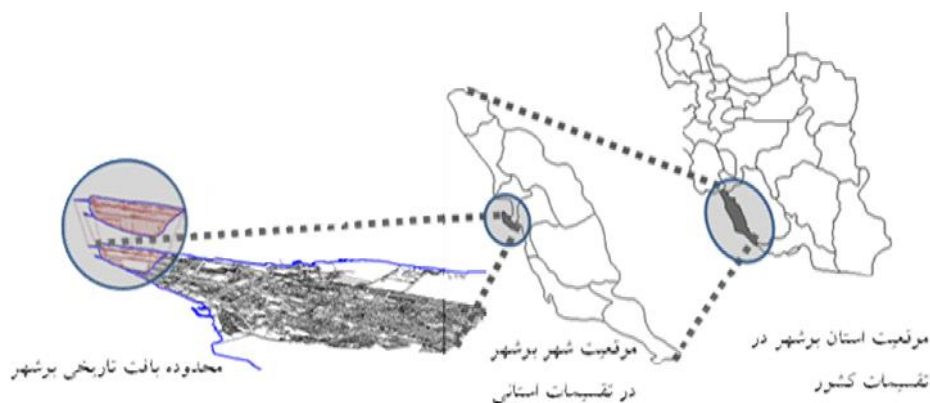 موقعیت استان بوشهر در
تقسیمات کشور
موقعیت شهر بوشهر
در تقسیمات استانی
محدوده بافت تاریخی بوشهر